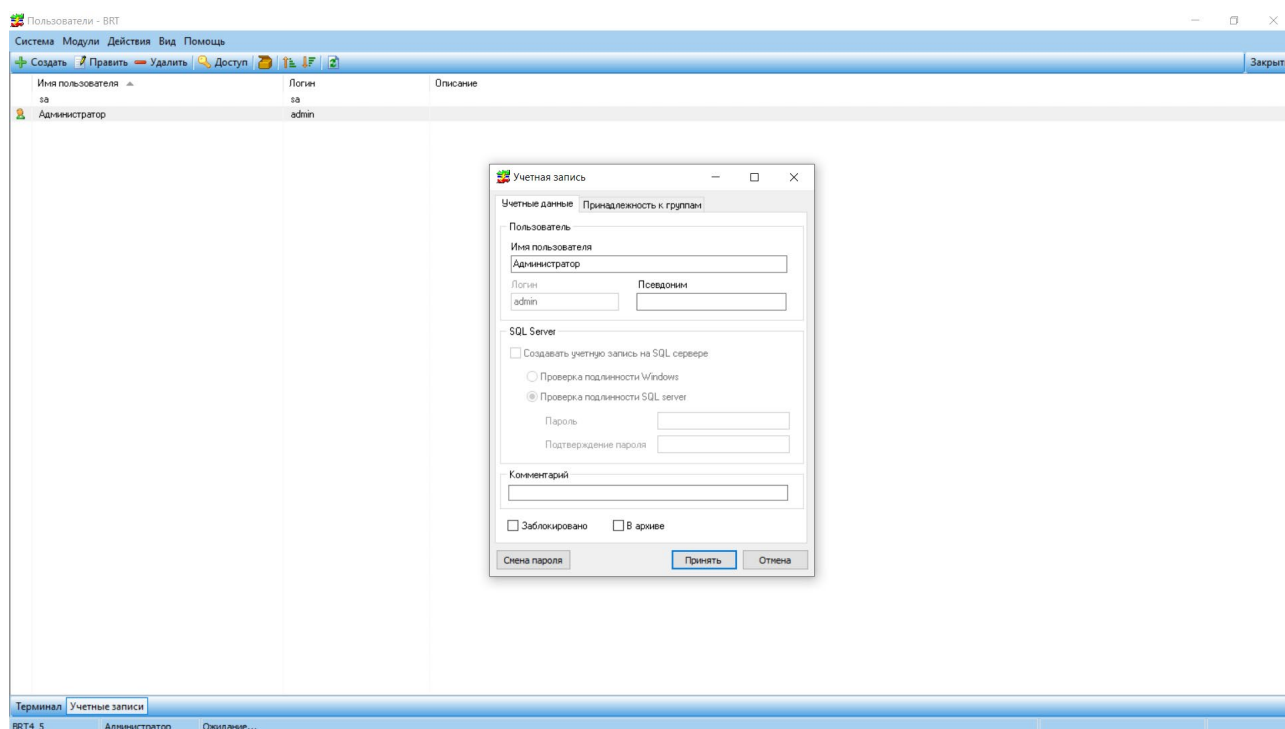 Пользователи - BRT
Система Модули Действия Вид Помощь
Создать Править Удалить Доступ Закрыт
Имя пользователя Логин Описание
sa sa
Администратор admin
Учетная запись
Учетные данные Принадлежность к группам
Пользователь
Имя пользователя
Администратор
Логин Псевдоним
admin
SQL Server
Создавать учетную запись на SQL сервере
Проверка подлинности Windows
Проверка подлинности SQL server
Пароль
Подтверждение пароля
Комментарий
Заблокировано В архиве
Смена пароля Принять Отмена
Терминал Учетные записи
BRT4_5 Администратор Ожидание...